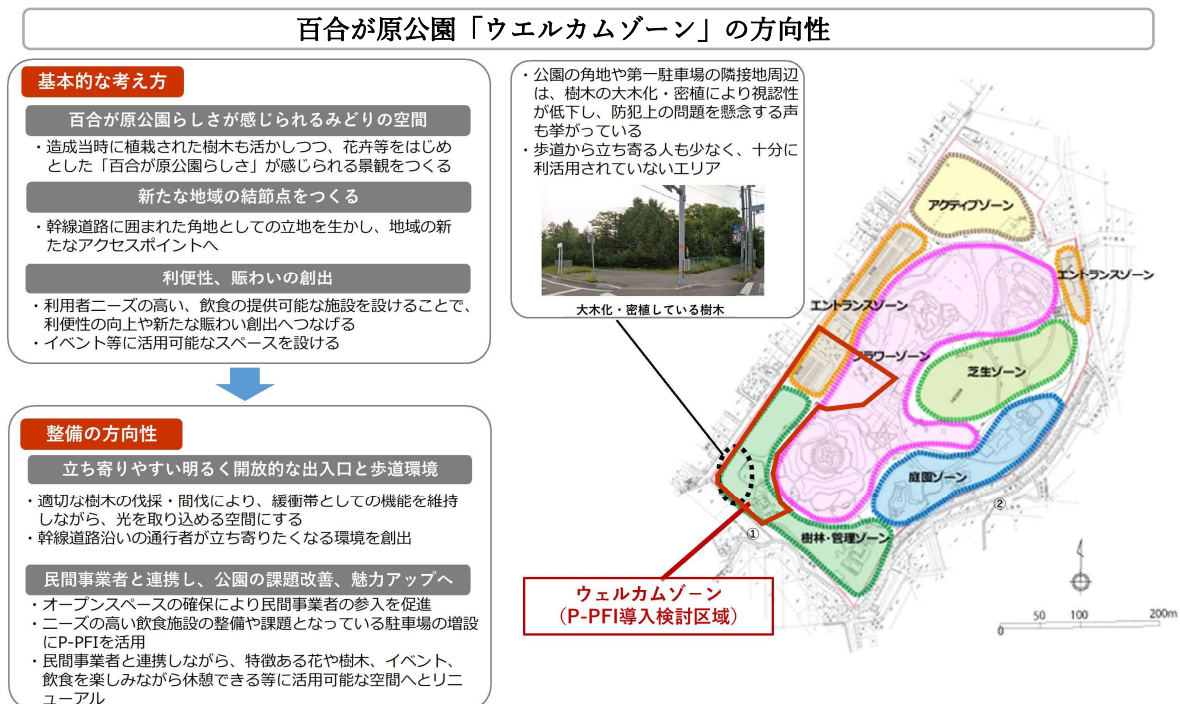 百合が原公園「ウエルカムゾーン」の方向性
基本的な考え方
百合が原公園らしさが感じられるみどりの空間
・造成当時に植栽された樹木も活かしつつ、花卉等をはじめ
とした「百合が原公園らしさ」が感じられる景観をつくる
新たな地域の結節点をつくる
・幹線道路に囲まれた角地としての立地を生かし、地域の新
たなアクセスポイントへ
利便性、賑わいの創出
・利用者ニーズの高い、飲食の提供可能な施設を設けることで、
利便性の向上や新たな賑わい創出へつなげる
・イベント等に活用可能なスペースを設ける
整備の方向性
立ち寄りやすい明るく開放的な出入口と歩道環境
・適切な樹木の伐採・間伐により、緩衝帯としての機能を維持
しながら、光を取り込める空間にする
・幹線道路沿いの通行者が立ち寄りたくなる環境を創出
民間事業者と連携し、公園の課題改善、魅力アップへ
・オープンスペースの確保により民間事業者の参入を促進
・ニーズの高い飲食施設の整備や課題となっている駐車場の増設
にP-PFIを活用
・民間事業者と連携しながら、特徴ある花や樹木、イベント、
飲食を楽しみながら休憩できる等に活用可能な空間へとリニ
ューアル
・公園の角地や第一駐車場の隣接地周辺
は、樹木の大木化・密植により視認性
が低下し、防犯上の問題を懸念する声
も挙がっている
・歩道から立ち寄る人も少なく、十分に
利活用されていないエリア
大木化・密植している樹木
アクティブゾーン
エントランスゾーン
エントランスゾーン
フラワーゾーン
芝生ゾーン
庭園ゾーン
②
①
樹林・管理ゾーン
ウェルカムゾーン
（P-PFI導入検討区域）
0 50 100 200m